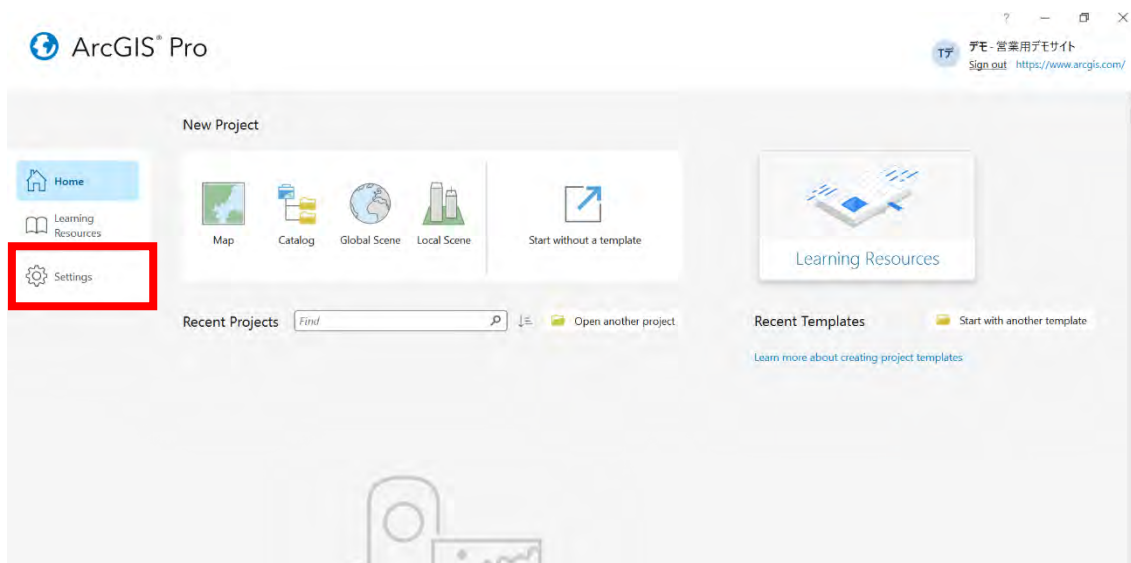 ?
ArcGIS® Pro
Tデ
デモ - 営業用デモサイト
Sign out https://www.arcgis.com/
New Project
Home
Learning
Resources
Settings
Map Catalog Global Scene Local Scene Start without a template
Learning Resources
Recent Projects Find Open another project
Recent Templates Start with another template
Learn more about creating project templates